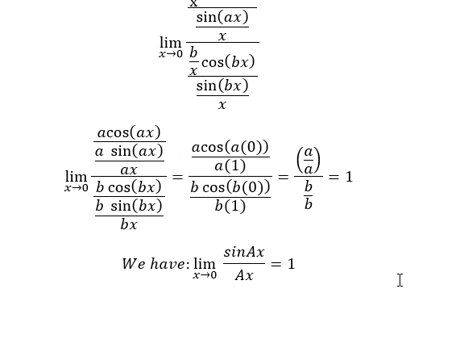 x
sin(ax)
x
lim x→0
b/x cos(bx)
sin(bx)
x
lim x→0 ((acos(ax))/((a sin(ax))/(ax)))/((b cos(bx))/((b sin(bx))/(bx))) = ((acos(a(0)))/(a(1)))/((b cos(b(0)))/(b(1))) = ((a/a))/(b/b) = 1
We have: lim x→0 sinAx/Ax = 1